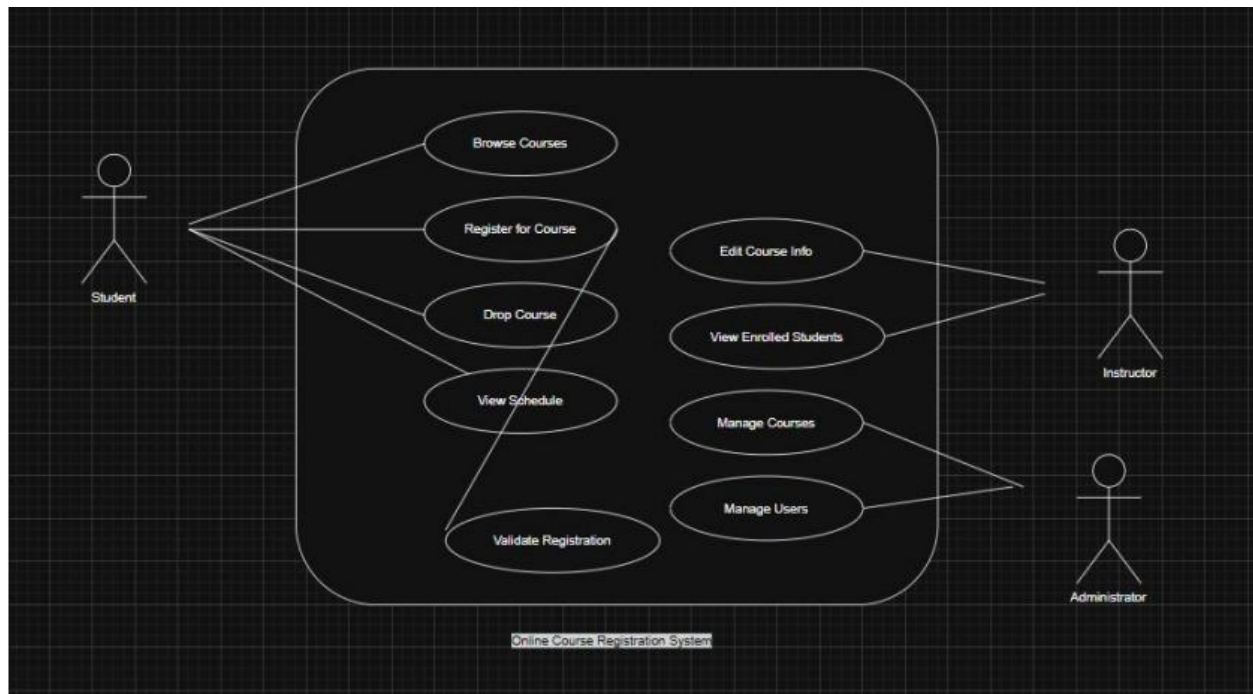 Browse Courses
Register for Course
Edit Course Info
Student
Drop Course
View Enrolled Students
Instructor
View Schedule
Manage Courses
Manage Users
Validate Registration
Administrator
Online Course Registration System